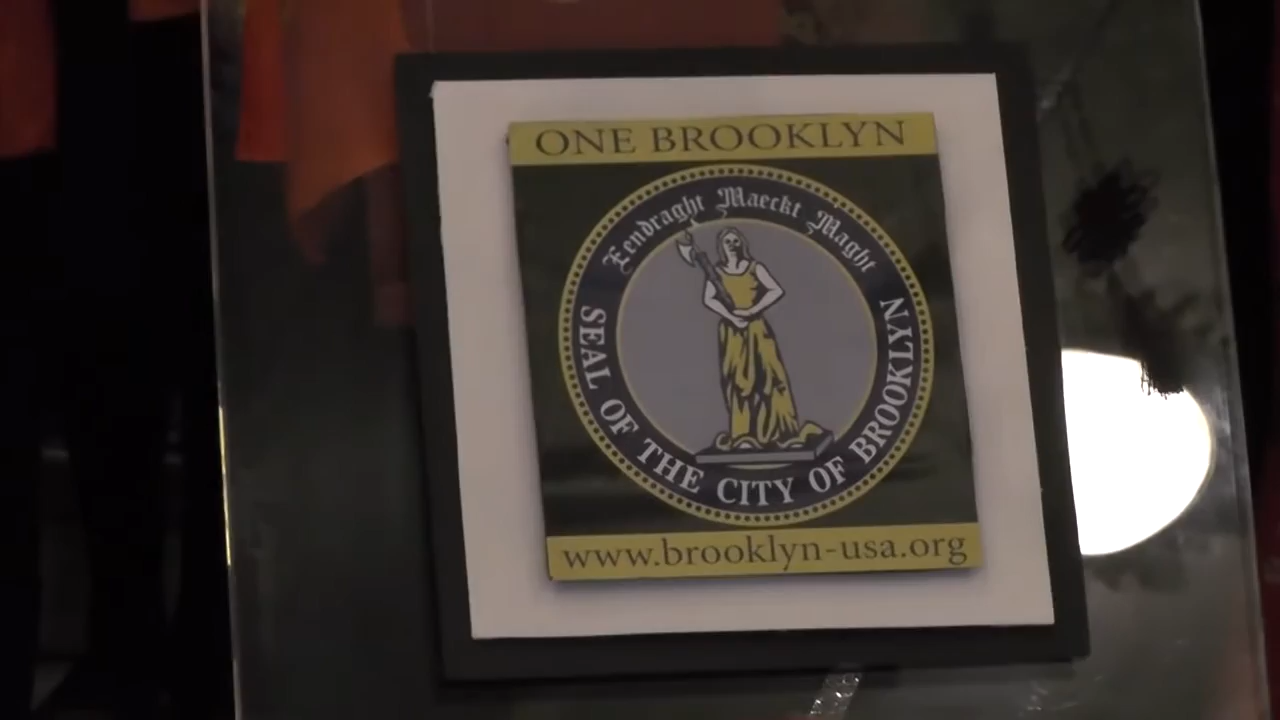 ONE BROOKLYN
Eendraght Maeckt Maght
SEAL OF THE CITY OF BROOKLYN
www.brooklyn-usa.org